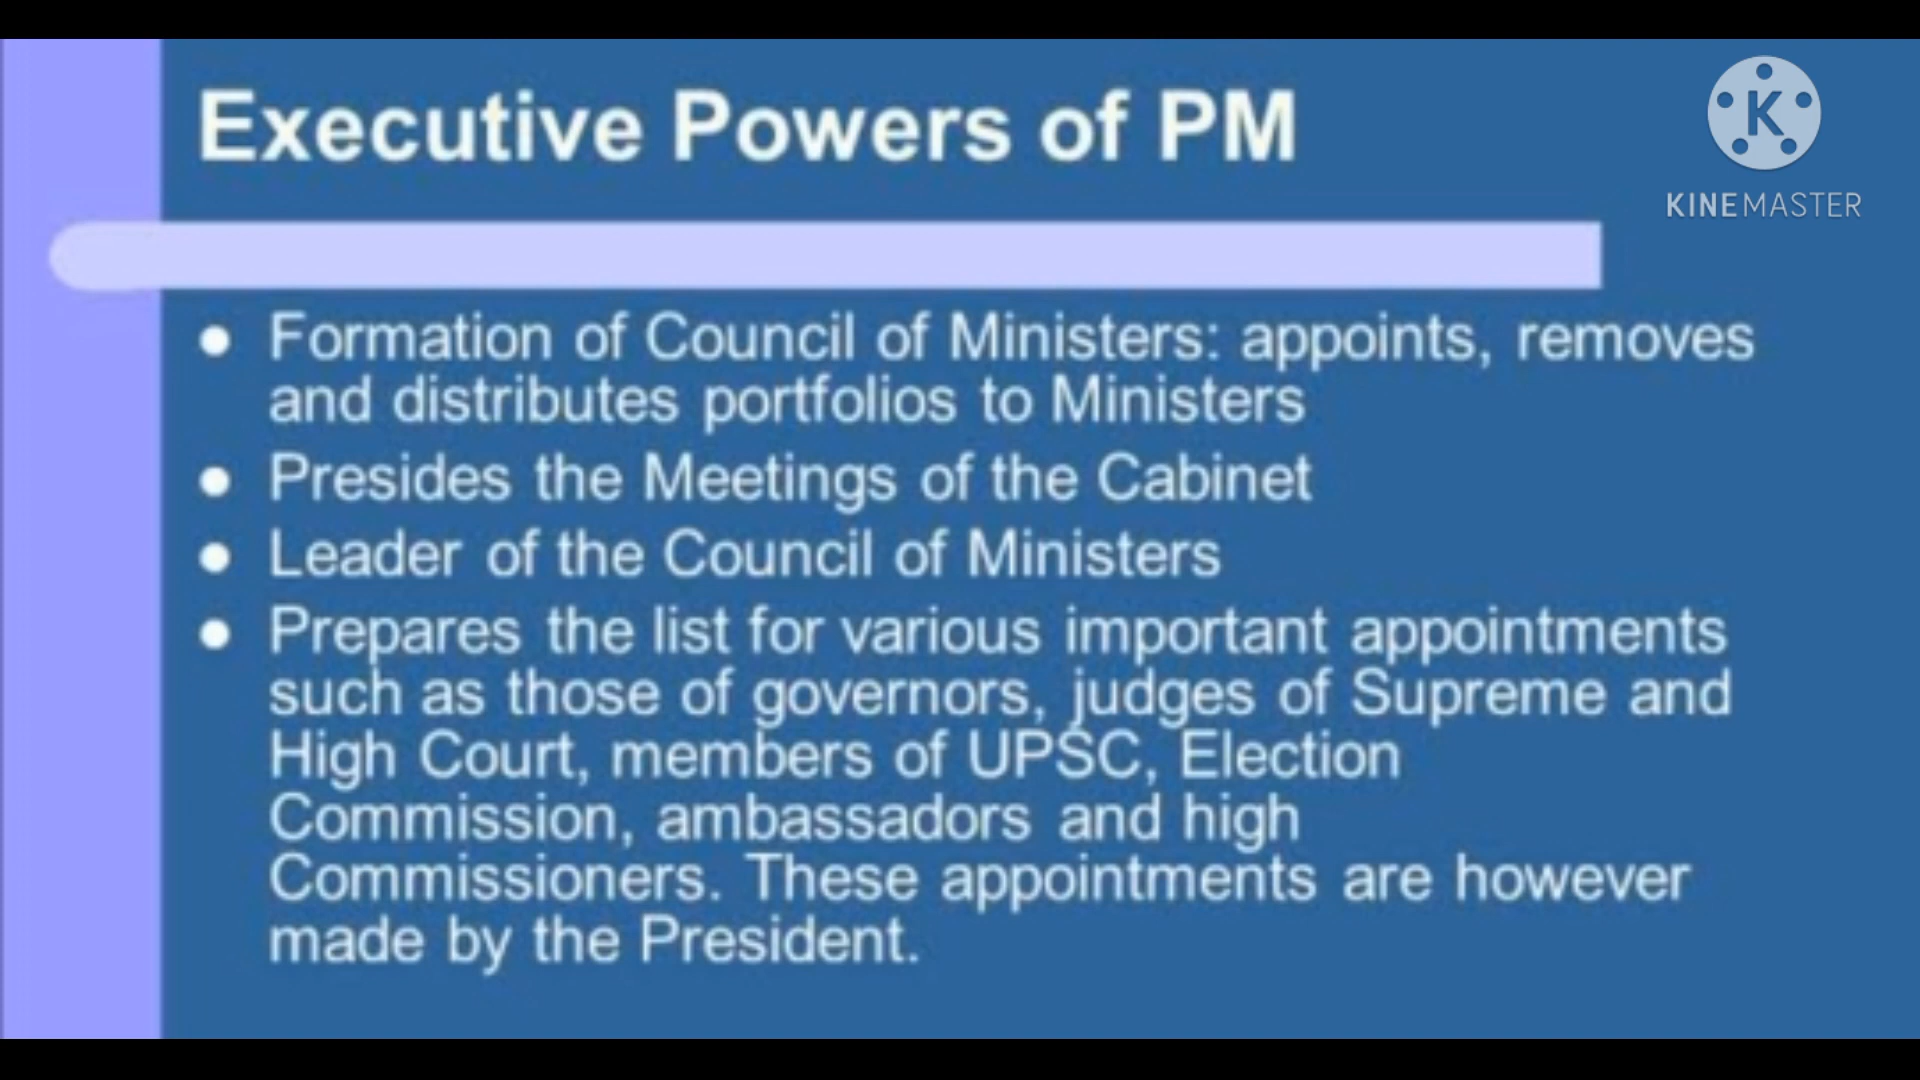 Executive Powers of PM
K
KINEMASTER
● Formation of Council of Ministers: appoints, removes
and distributes portfolios to Ministers
● Presides the Meetings of the Cabinet
● Leader of the Council of Ministers
● Prepares the list for various important appointments
such as those of governors, judges of Supreme and
High Court, members of UPSC, Election
Commission, ambassadors and high
Commissioners. These appointments are however
made by the President.